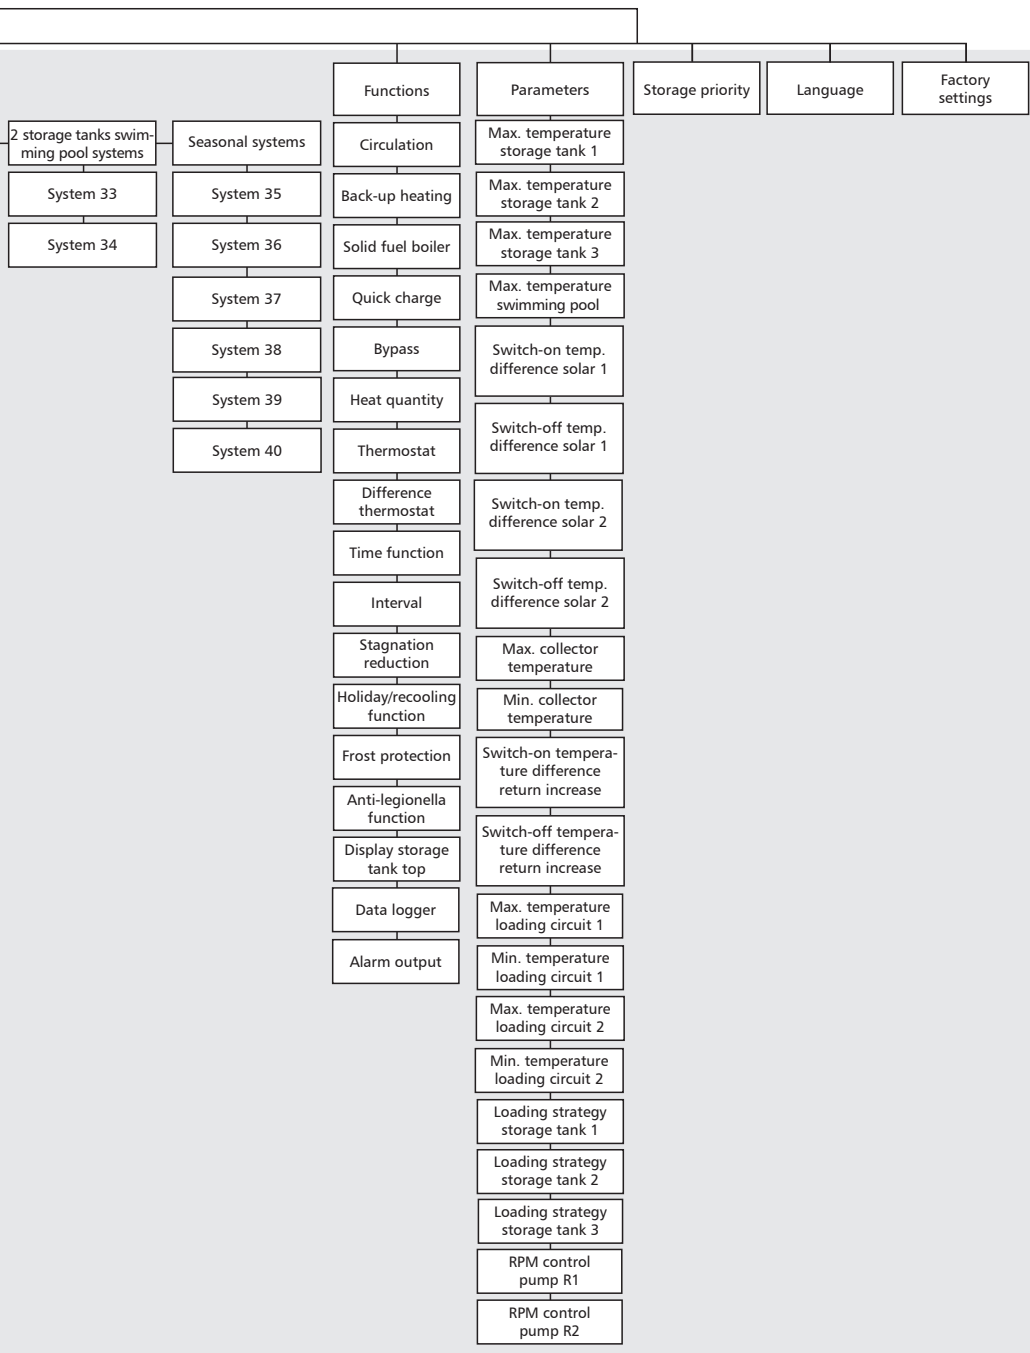 Functions
Parameters
Storage priority
Language
Factory
settings
2 storage tanks swim-
ming pool systems
System 33
System 34
Seasonal systems
System 35
System 36
System 37
System 38
System 39
System 40
Circulation
Back-up heating
Solid fuel boiler
Quick charge
Bypass
Heat quantity
Thermostat
Difference
thermostat
Time function
Interval
Stagnation
reduction
Holiday/recooling
function
Frost protection
Anti-legionella
function
Display storage
tank top
Data logger
Alarm output
Max. temperature
storage tank 1
Max. temperature
storage tank 2
Max. temperature
storage tank 3
Max. temperature
swimming pool
Switch-on temp.
difference solar 1
Switch-off temp.
difference solar 1
Switch-on temp.
difference solar 2
Switch-off temp.
difference solar 2
Max. collector
temperature
Min. collector
temperature
Switch-on tempera-
ture difference
return increase
Switch-off tempera-
ture difference
return increase
Max. temperature
loading circuit 1
Min. temperature
loading circuit 1
Max. temperature
loading circuit 2
Min. temperature
loading circuit 2
Loading strategy
storage tank 1
Loading strategy
storage tank 2
Loading strategy
storage tank 3
RPM control
pump R1
RPM control
pump R2